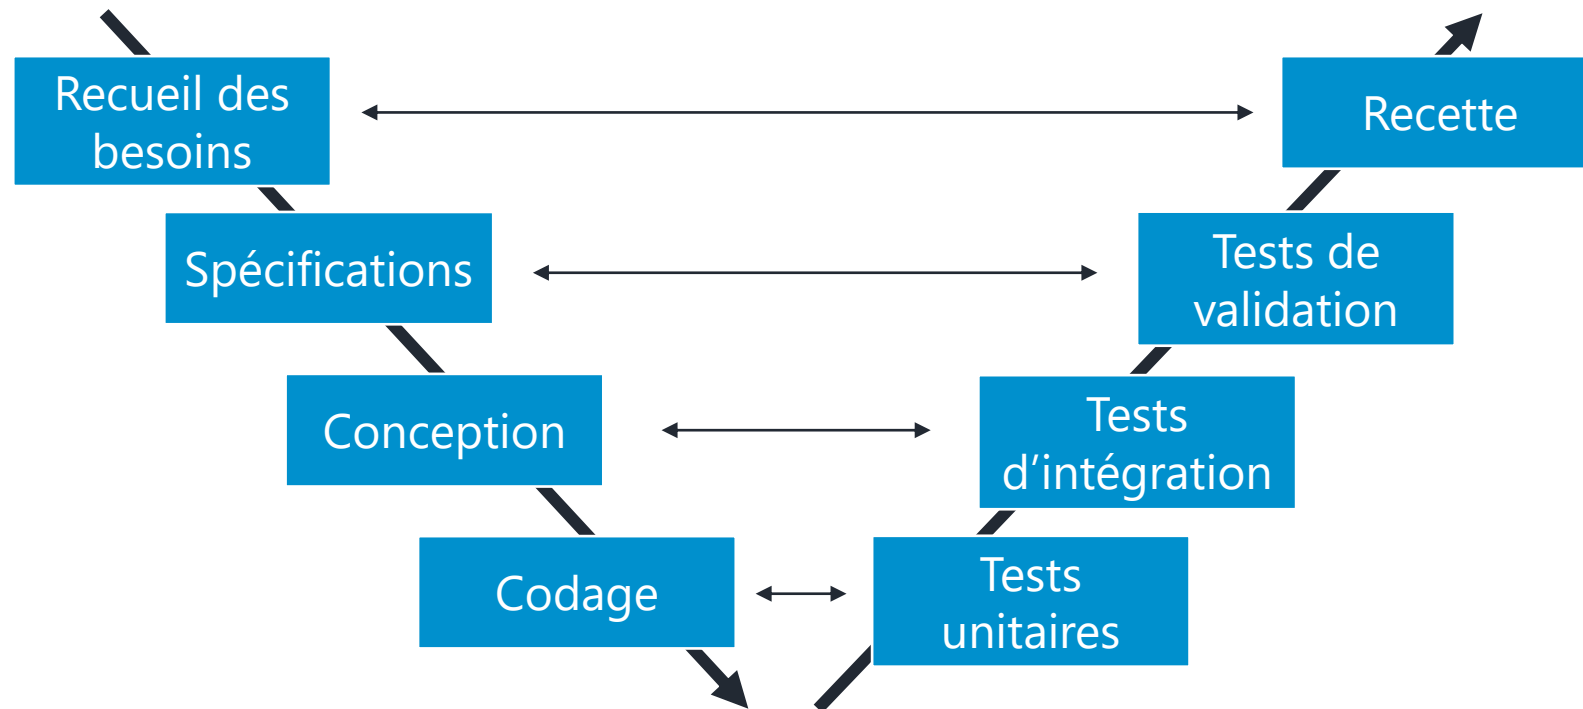 Recueil des
besoins
Recette
Spécifications
Tests de
validation
Conception
Tests
d’intégration
Codage
Tests
unitaires